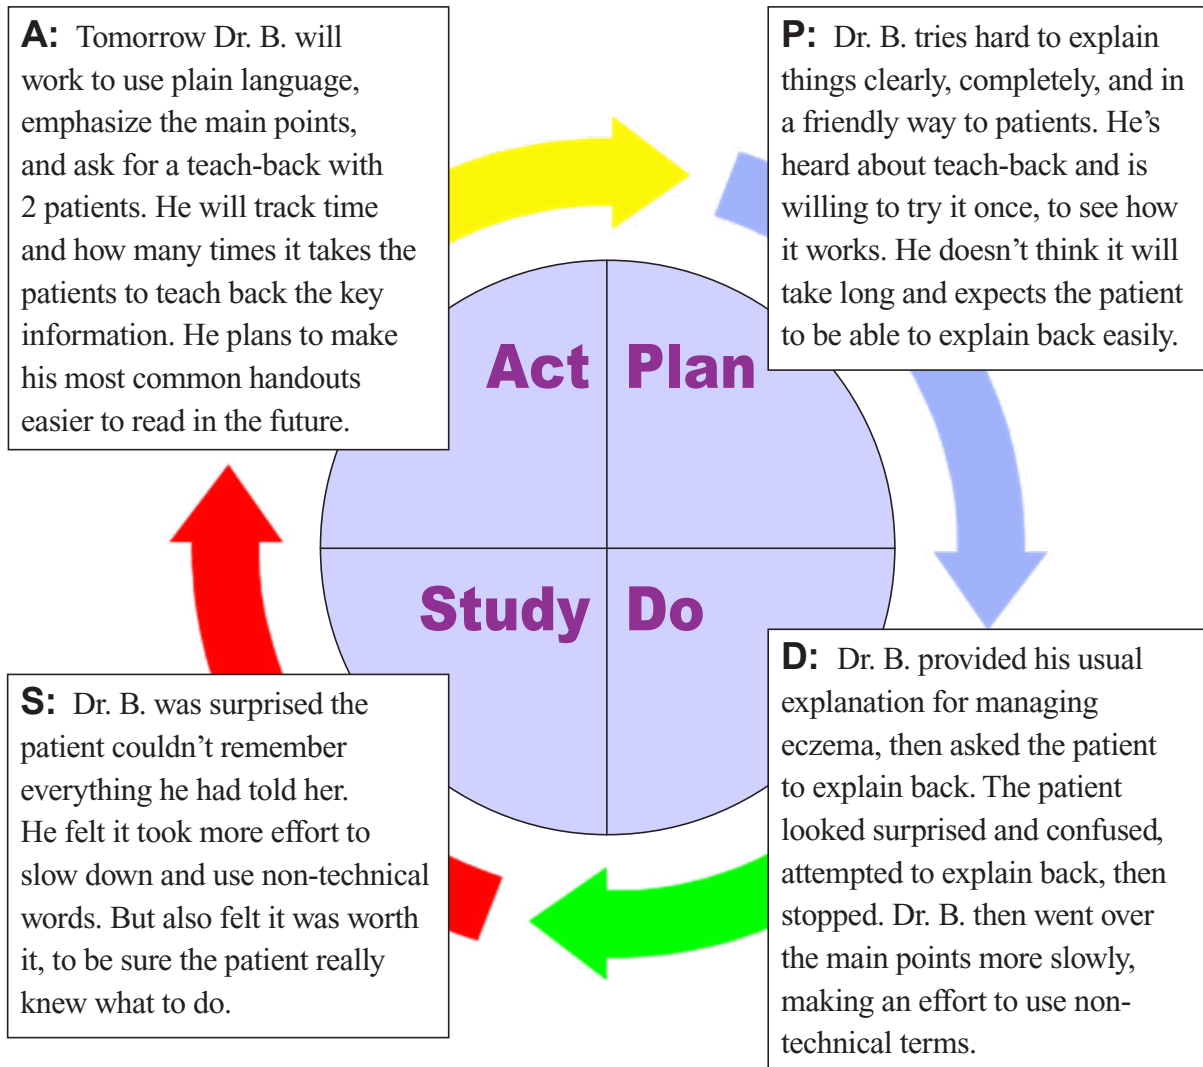 A: Tomorrow Dr. B. will
work to use plain language,
emphasize the main points,
and ask for a teach-back with
2 patients. He will track time
and how many times it takes the
patients to teach back the key
information. He plans to make
his most common handouts
easier to read in the future.
P: Dr. B. tries hard to explain
things clearly, completely, and in
a friendly way to patients. He’s
heard about teach-back and is
willing to try it once, to see how
it works. He doesn’t think it will
take long and expects the patient
to be able to explain back easily.
Act
Plan
Study
Do
S: Dr. B. was surprised the
patient couldn’t remember
everything he had told her.
He felt it took more effort to
slow down and use non-technical
words. But also felt it was worth
it, to be sure the patient really
knew what to do.
D: Dr. B. provided his usual
explanation for managing
eczema, then asked the patient
to explain back. The patient
looked surprised and confused,
attempted to explain back, then
stopped. Dr. B. then went over
the main points more slowly,
making an effort to use non-
technical terms.